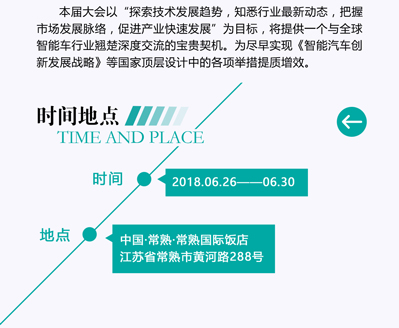 本届大会以“探索技术发展趋势，知悉行业最新动态，把握
市场发展脉络，促进产业快速发展”为目标，将提供一个与全球
智能车行业翘楚深度交流的宝贵契机。为尽早实现《智能汽车创
新发展战略》等国家顶层设计中的各项举措提质增效。
时间地点
TIME AND PLACE
时间
2018.06.26——06.30
地点
中国·常熟·常熟国际饭店
江苏省常熟市黄河路288号